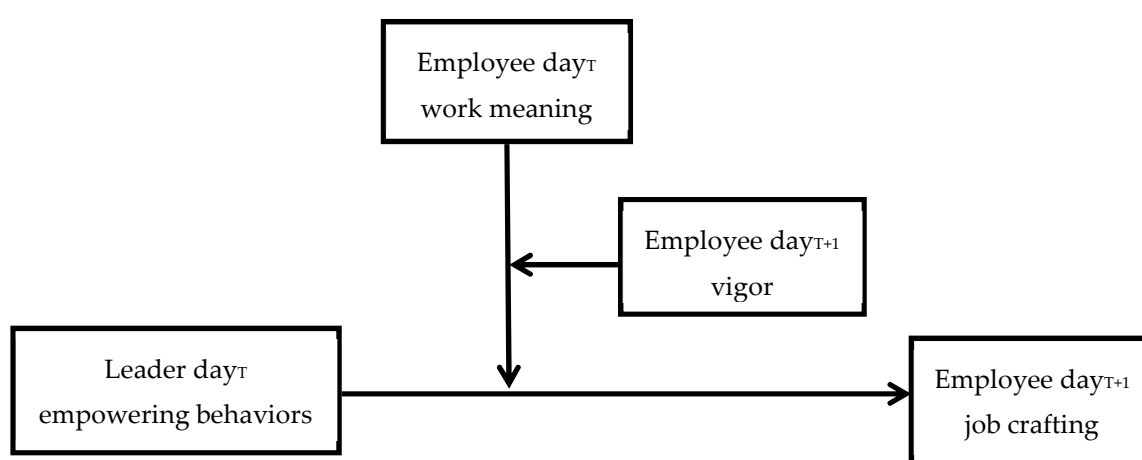 Employee dayT
work meaning
Employee dayT+1
vigor
Leader dayT
empowering behaviors
Employee dayT+1
job crafting